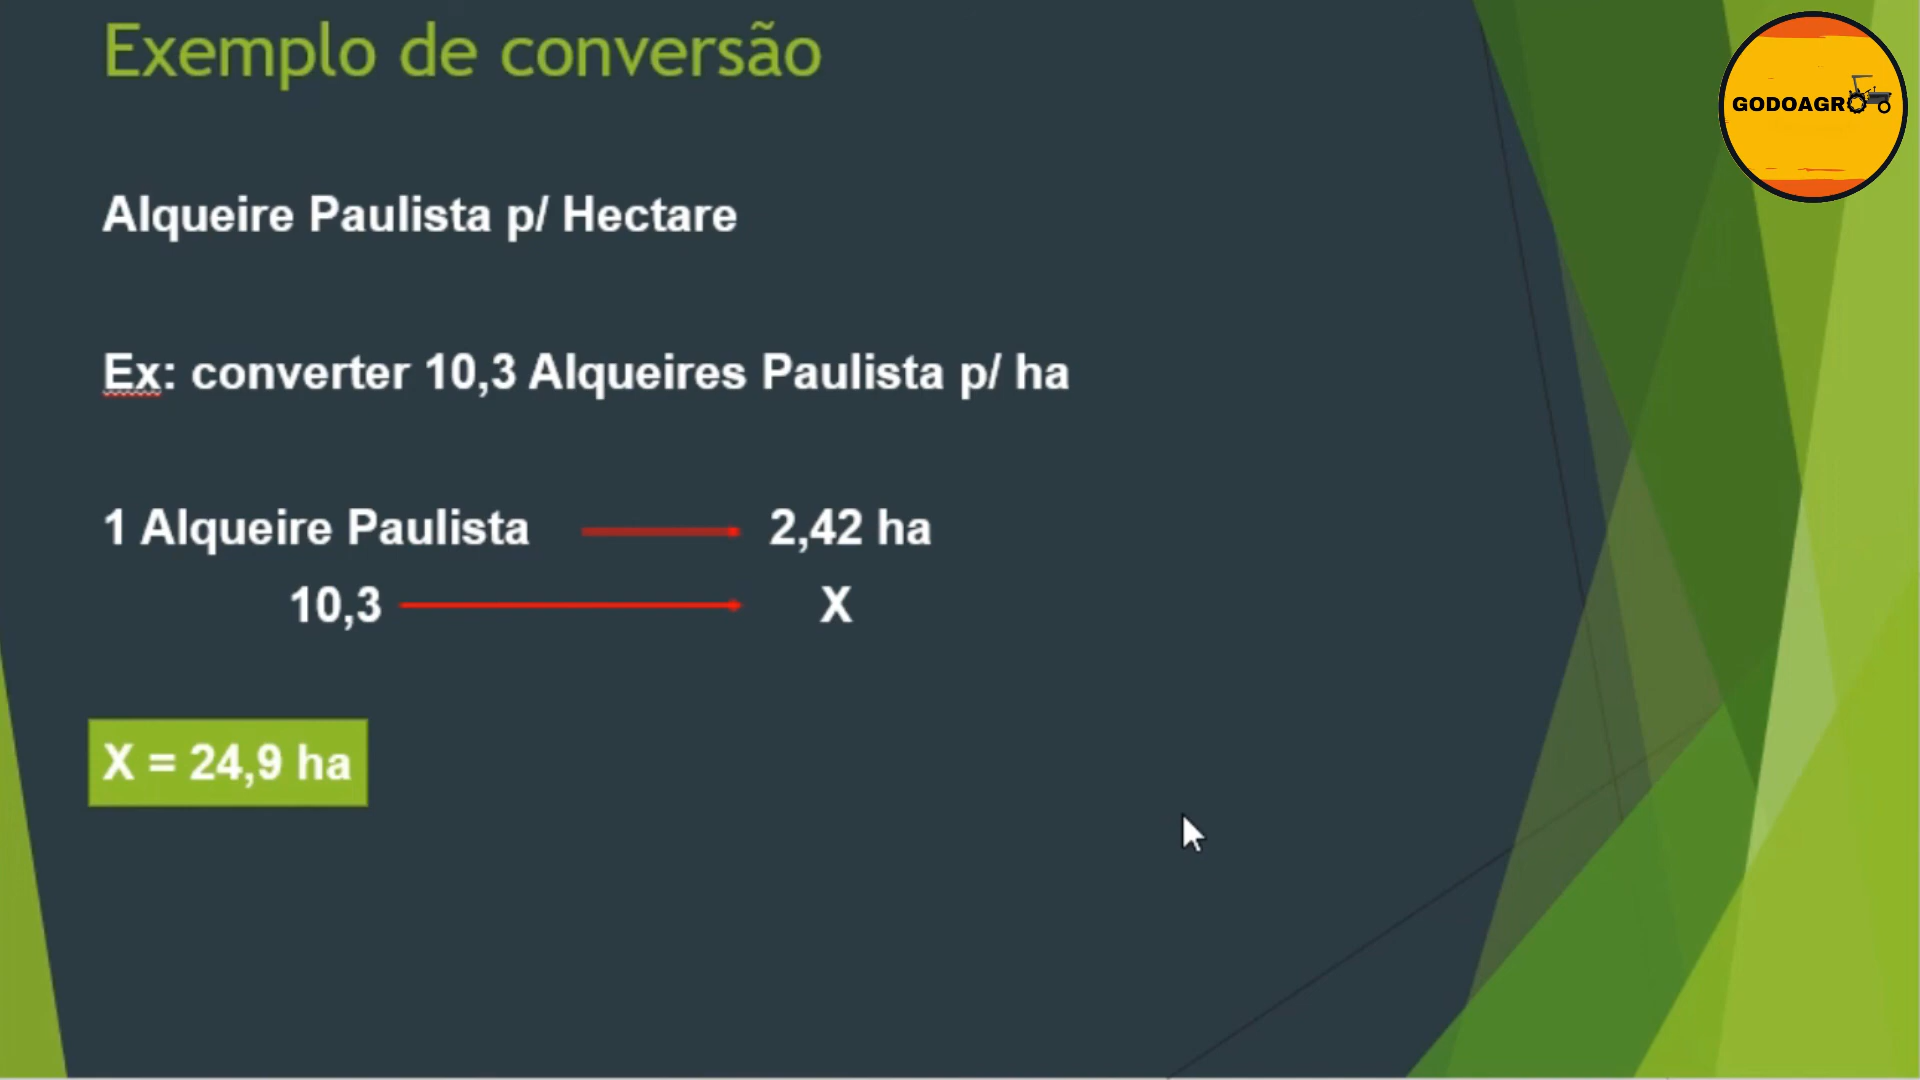 Exemplo de conversão
GODOAGRO
Alqueire Paulista p/ Hectare
Ex: converter 10,3 Alqueires Paulista p/ ha
1 Alqueire Paulista 2,42 ha
10,3 X
X = 24,9 ha